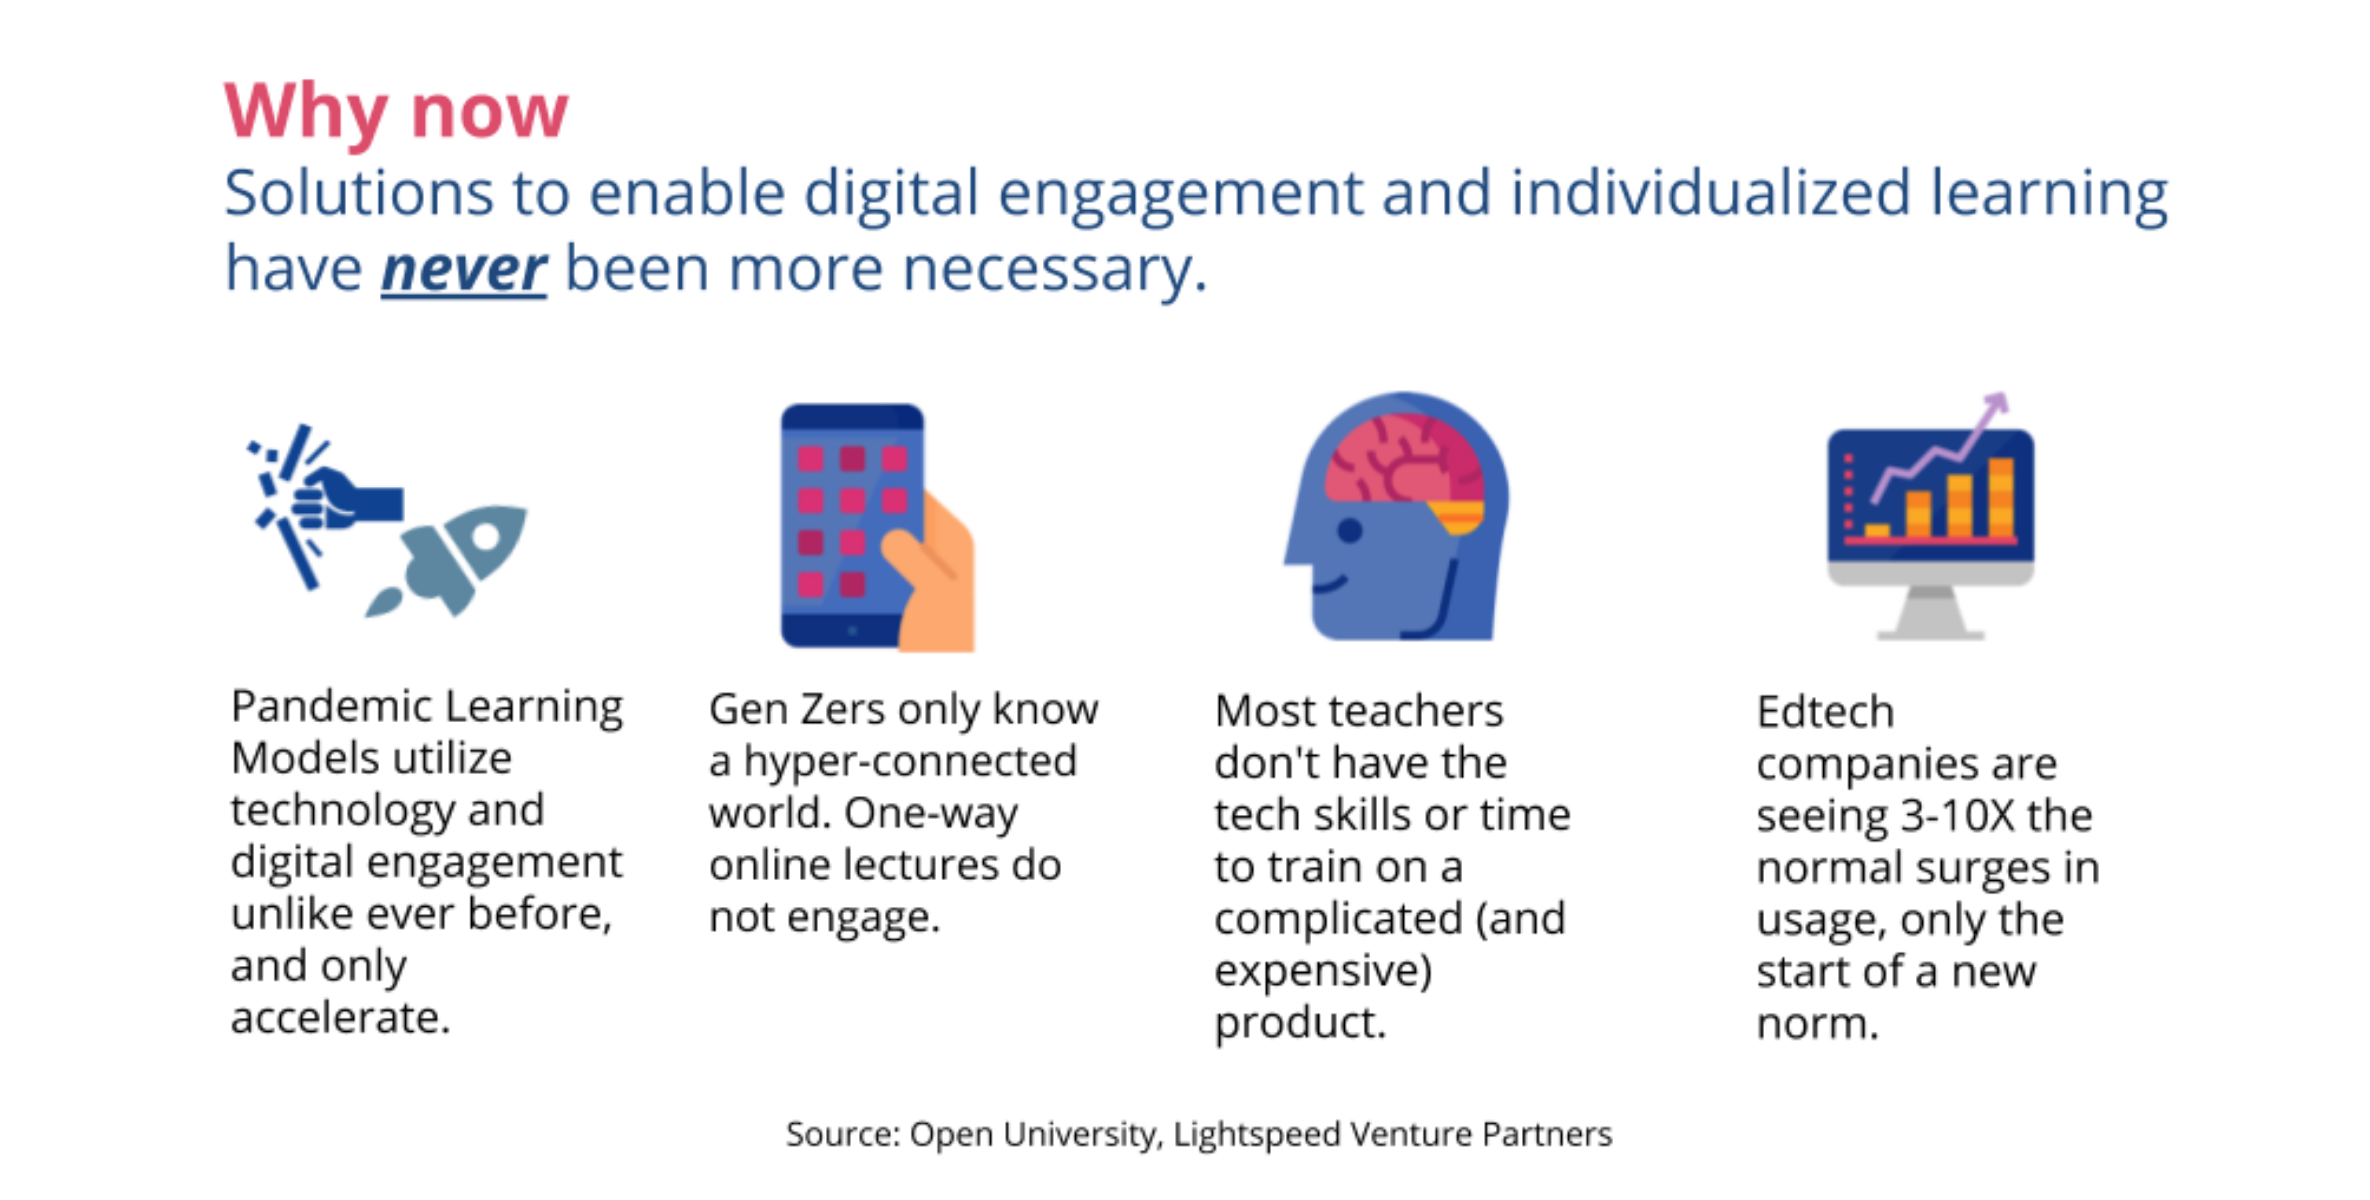 Why now
Solutions to enable digital engagement and individualized learning
have never been more necessary.
Pandemic Learning
Models utilize
technology and
digital engagement
unlike ever before,
and only
accelerate.
Gen Zers only know
a hyper-connected
world. One-way
online lectures do
not engage.
Most teachers
don't have the
tech skills or time
to train on a
complicated (and
expensive)
product.
Edtech
companies are
seeing 3-10X the
normal surges in
usage, only the
start of a new
norm.
Source: Open University, Lightspeed Venture Partners